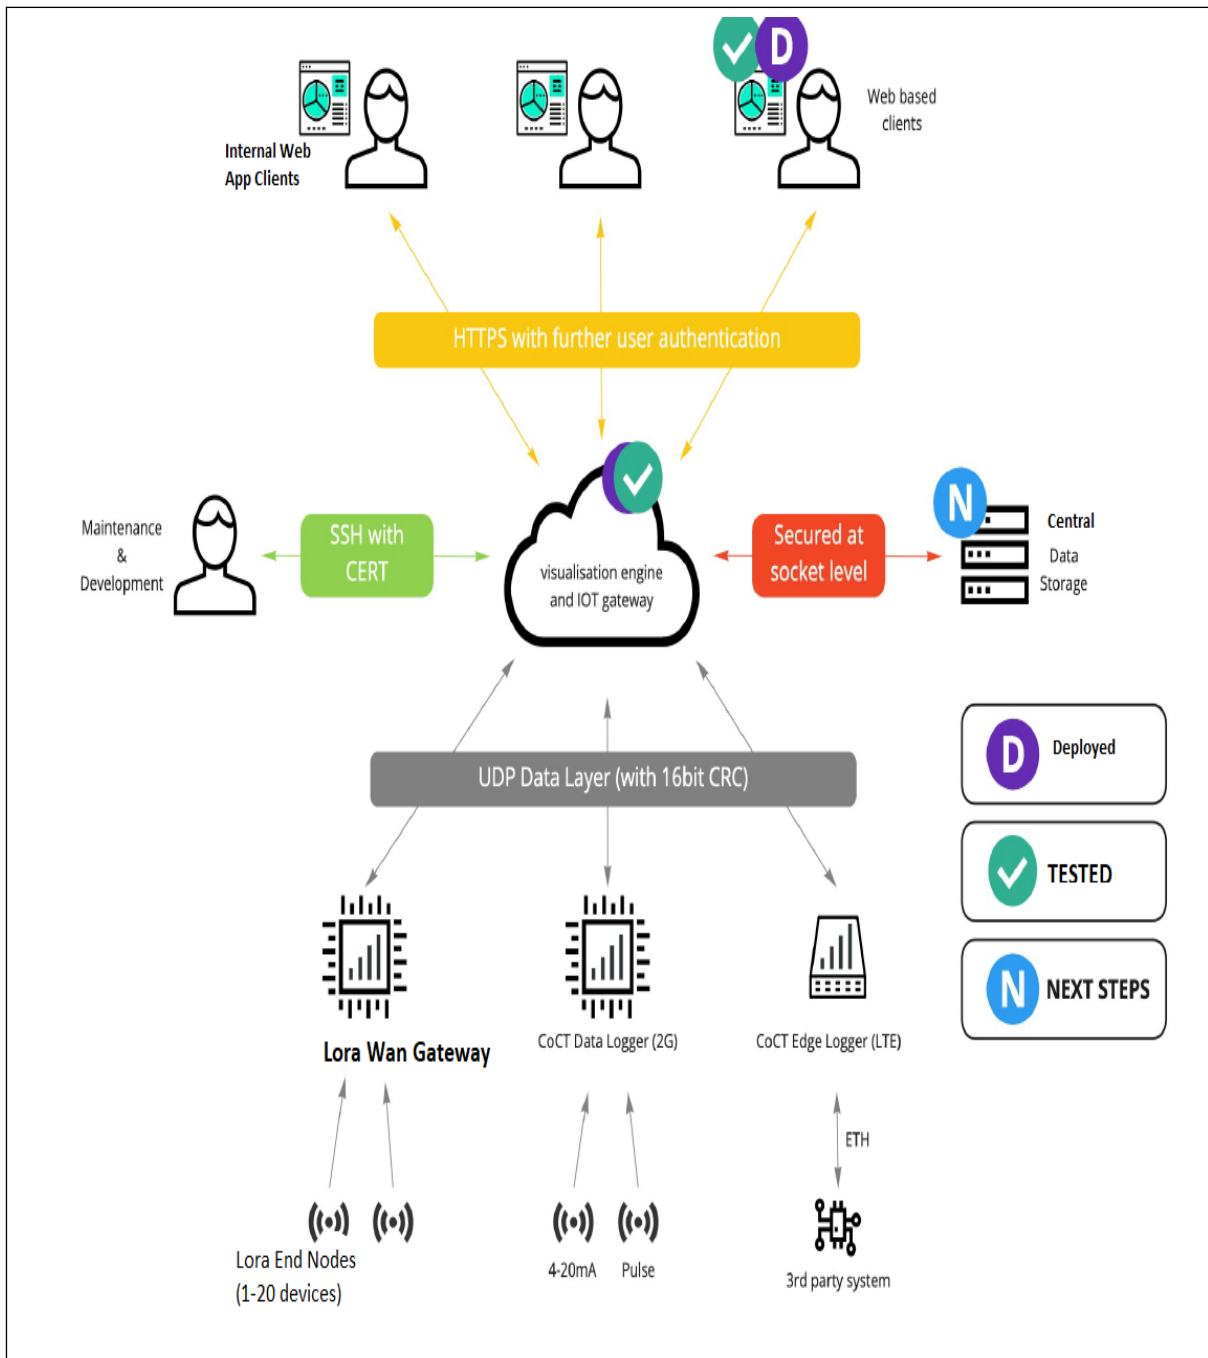 D
Web based
clients
Internal Web
App Clients
HTTPS with further user authentication
Maintenance
&
Development
SSH with
CERT
visualisation engine
and IOT gateway
Secured at
socket level
N
Central
Data
Storage
D
Deployed
TESTED
N
NEXT STEPS
UDP Data Layer (with 16bit CRC)
Lora Wan Gateway
CoCT Data Logger (2G)
CoCT Edge Logger (LTE)
ETH
Lora End Nodes
(1-20 devices)
4-20mA
Pulse
3rd party system